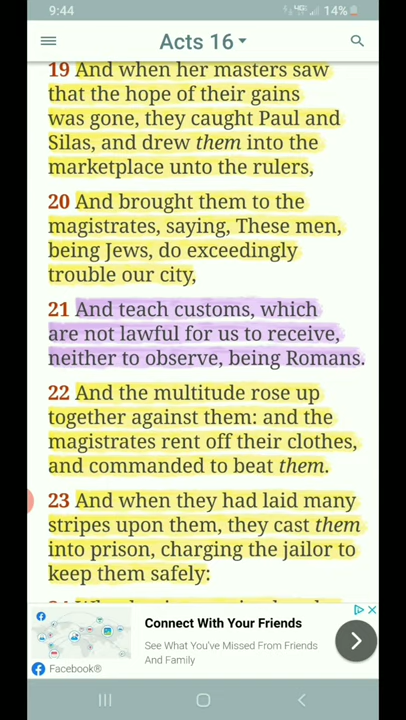 9:44
14%
Acts 16
19 And when her masters saw
that the hope of their gains
was gone, they caught Paul and
Silas, and drew them into the
marketplace unto the rulers,
20 And brought them to the
magistrates, saying, These men,
being Jews, do exceedingly
trouble our city,
21 And teach customs, which
are not lawful for us to receive,
neither to observe, being Romans.
22 And the multitude rose up
together against them: and the
magistrates rent off their clothes,
and commanded to beat them.
23 And when they had laid many
stripes upon them, they cast them
into prison, charging the jailor to
keep them safely:
Connect With Your Friends
See What You've Missed From Friends
And Family
Facebook®